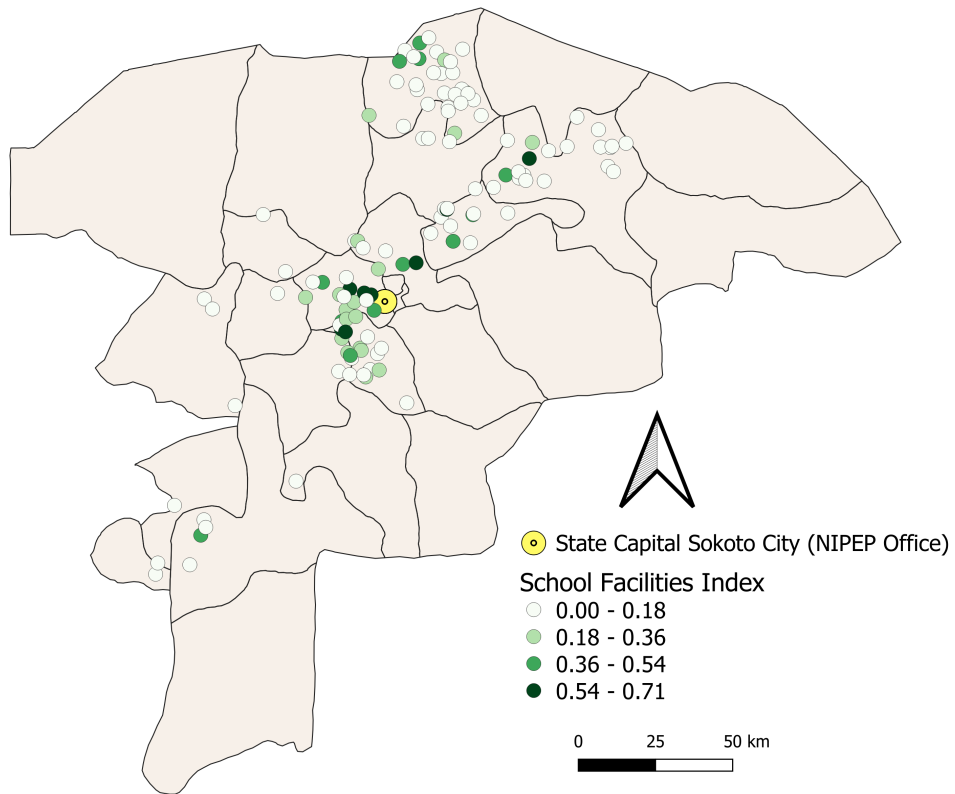 State Capital Sokoto City (NIPEP Office)
School Facilities Index
0.00 - 0.18
0.18 - 0.36
0.36 - 0.54
0.54 - 0.71
0 25 50 km